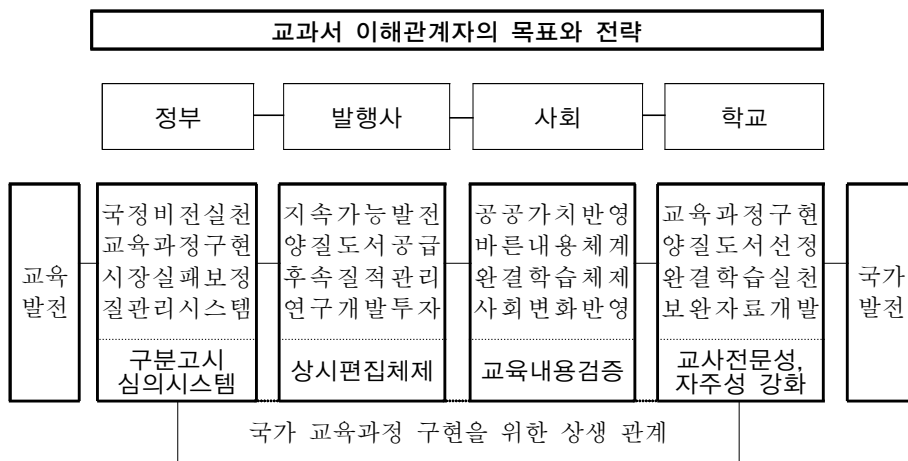 교과서 이해관계자의 목표와 전략
정부
발행사
사회
학교
교육
발전
국정비전실천
교육과정구현
시장실패보정
질관리시스템
구분고시
심의시스템
지속가능발전
양질도서공급
후속질적관리
연구개발투자
상시편집체제
공공가치반영
바른내용체계
완결학습체제
사회변화반영
교육내용검증
교육과정구현
양질도서선정
완결학습실천
보완자료개발
교사전문성,
자주성 강화
국가
발전
국가 교육과정 구현을 위한 상생 관계